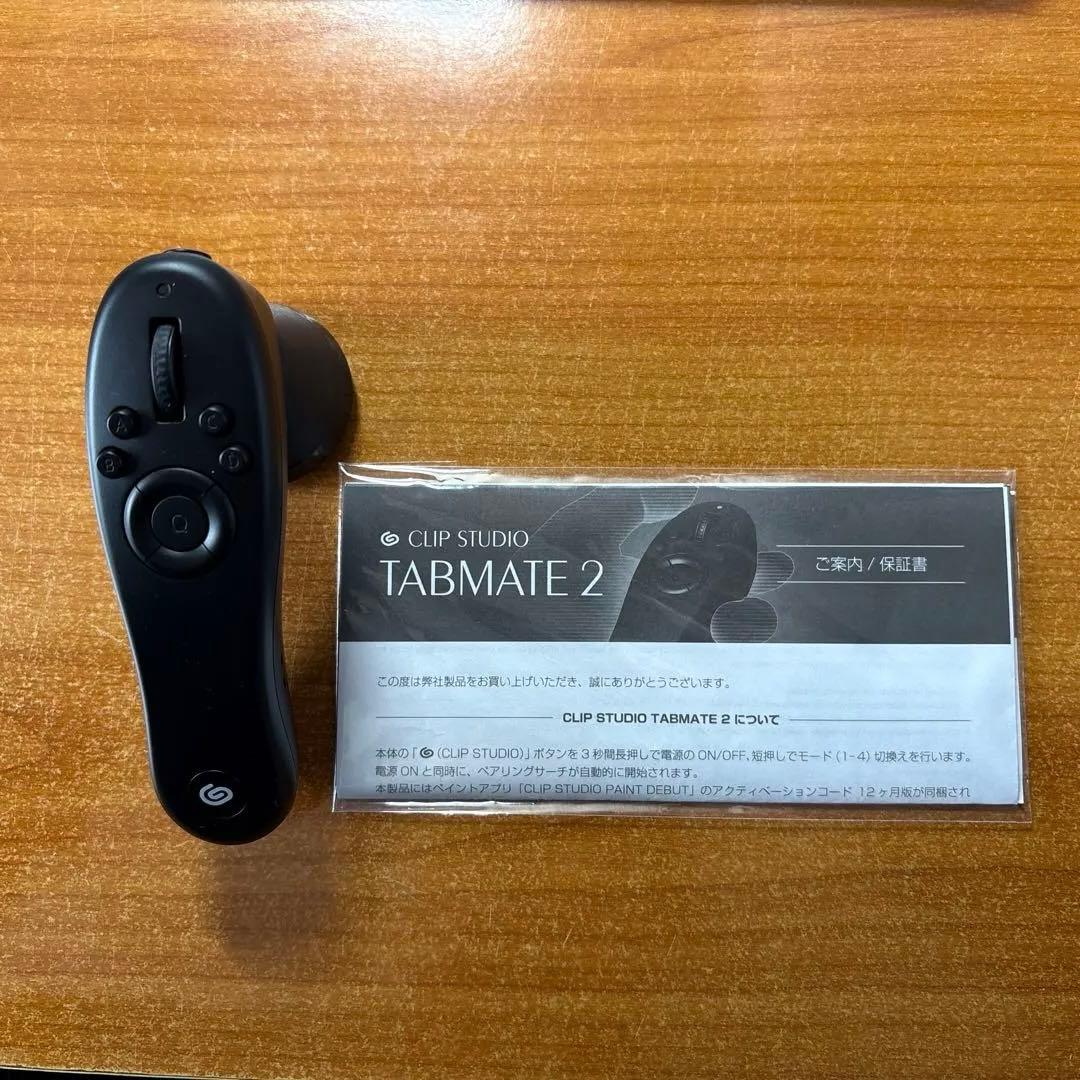 A
C
B
D
CLIP STUDIO
TABMATE 2
ご案内 / 保証書
この度は弊社製品をお買い上げいただき、誠にありがとうございます。
CLIP STUDIO TABMATE 2 について
本体の「 (CLIP STUDIO)」ボタンを3秒間長押しで電源の ON/OFF、短押しでモード (1-4) 切換えを行います。
電源 ON と同時に、ペアリングサーチが自動的に開始されます。
本製品にはペイントアプリ「CLIP STUDIO PAINT DEBUT」のアクティベーションコード 12ヶ月版が同梱され